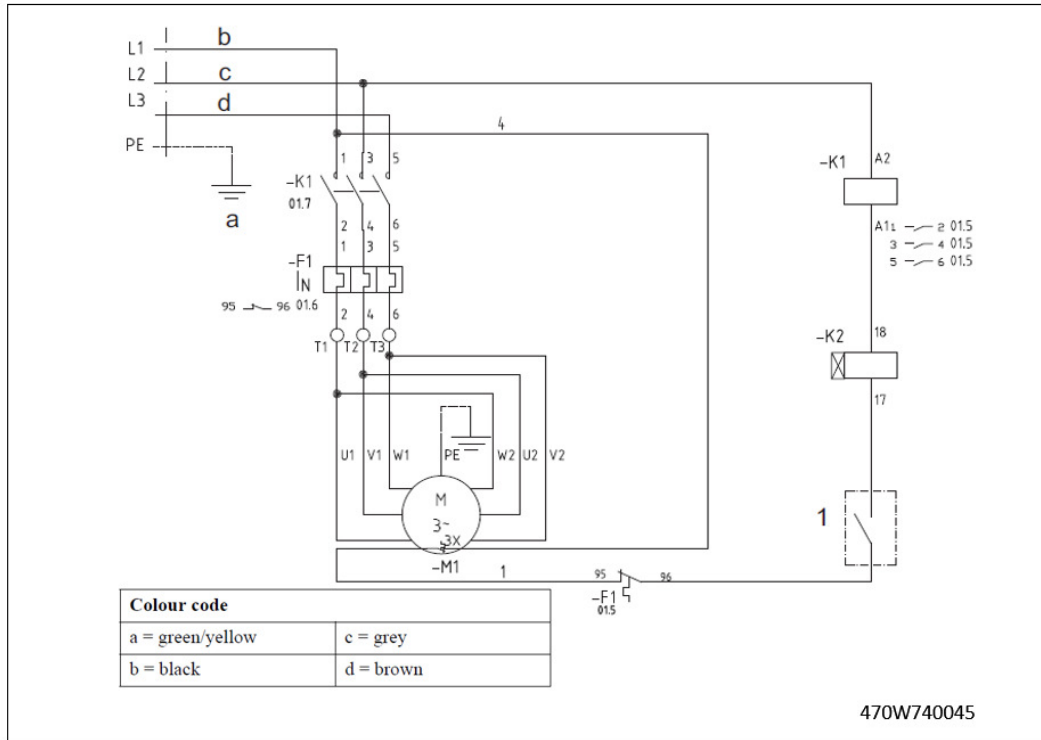 b
L1
L2 c
L3 d
PE
a
4
1 3 5
-K1
01.7
2 4 6
1 3 5
-F1
IN
95 96 01.6
2 4 6
T1 T2 T3
U1 V1 W1 PE W2 U2 V2
M
3~
3x
-M1
1
95 96
-F1
01.5
-K1 A2
A1 1 2 01.5
3 4 01.5
5 6 01.5
-K2 18
17
1
Colour code
a = green/yellow c = grey
b = black d = brown
470W740045